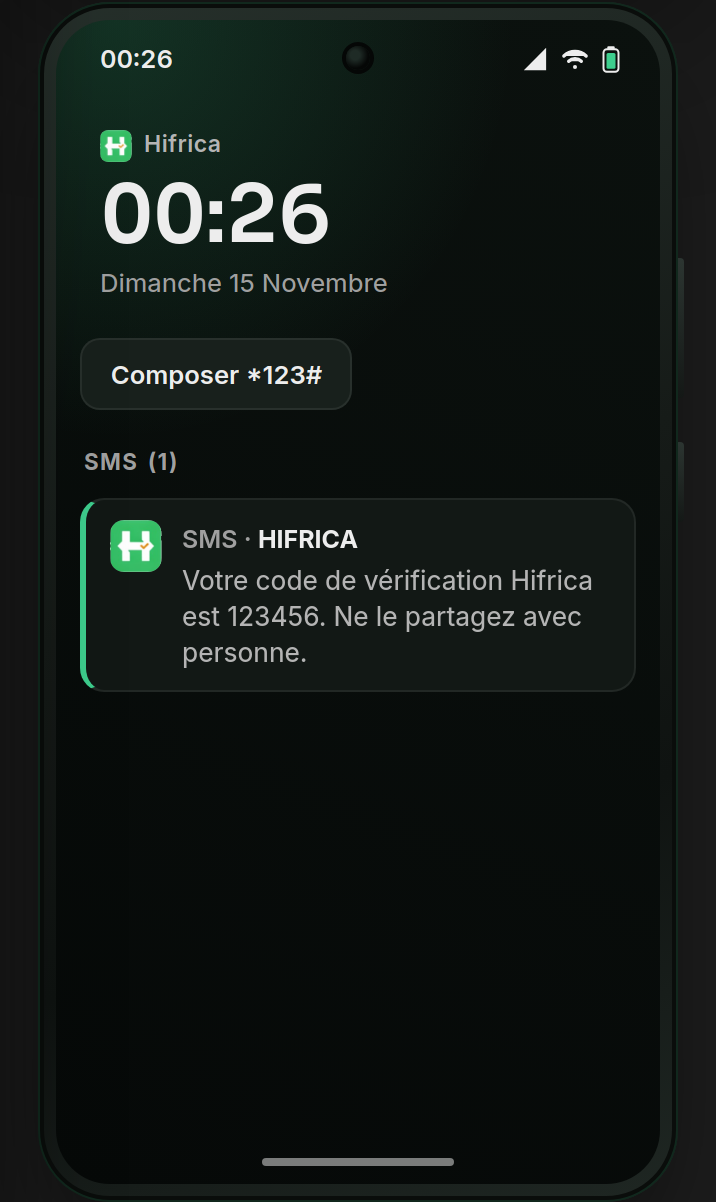 00:26
Hifrica
00:26
Dimanche 15 Novembre
Composer *123#
SMS (1)
SMS · HIFRICA
Votre code de vérification Hifrica
est 123456. Ne le partagez avec
personne.